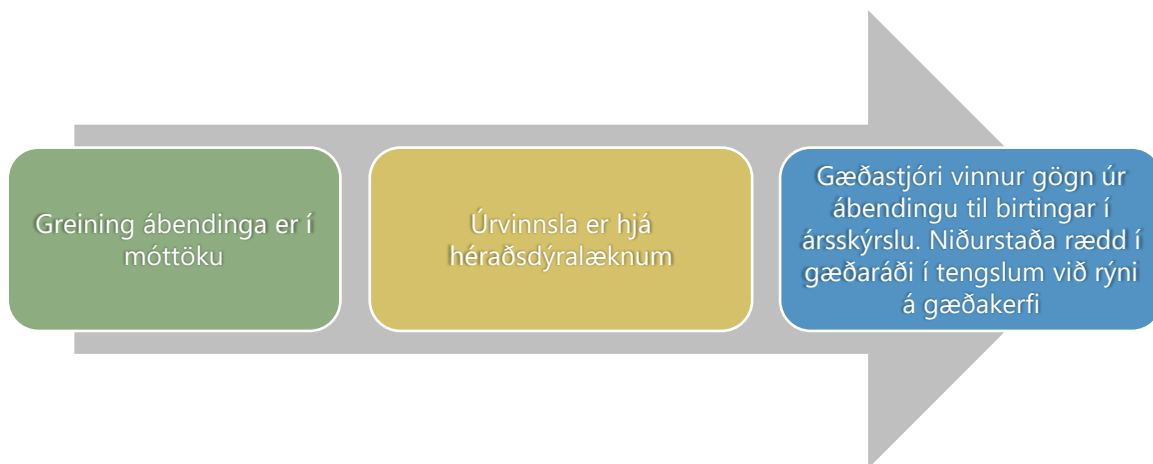 Greining ábendinga er í
móttöku
Úrvinnsla er hjá
héraðsdýralæknum
Gæðastjóri vinnur gögn úr
ábendingu til birtingar í
ársskýrslu. Niðurstaða rædd í
gæðaráði í tengslum við rýni
á gæðakerfi